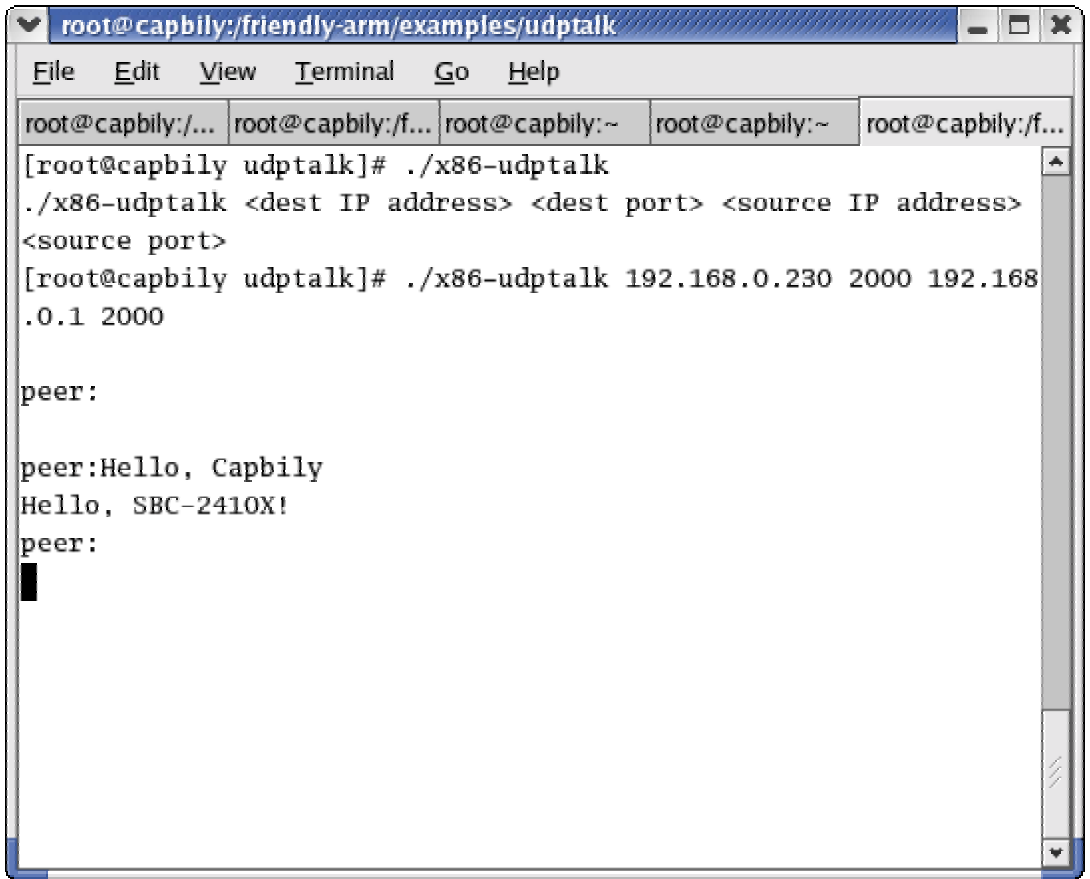 root@capbily:/friendly-arm/examples/udptalk
File Edit View Terminal Go Help
root@capbily:/... root@capbily:/f... root@capbily:~ root@capbily:~ root@capbily:/f...
[root@capbily udptalk]# ./x86-udptalk
./x86-udptalk <dest IP address> <dest port> <source IP address>
<source port>
[root@capbily udptalk]# ./x86-udptalk 192.168.0.230 2000 192.168
.0.1 2000
peer:
peer:Hello, Capbily
Hello, SBC-2410X!
peer: